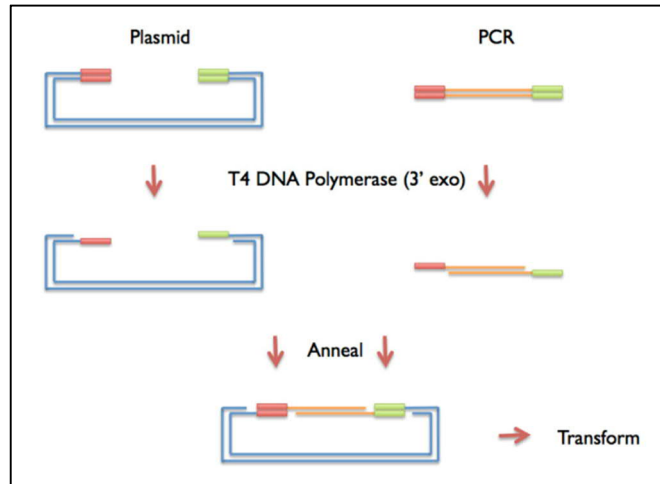 Plasmid
PCR
T4 DNA Polymerase (3' exo)
Anneal
Transform